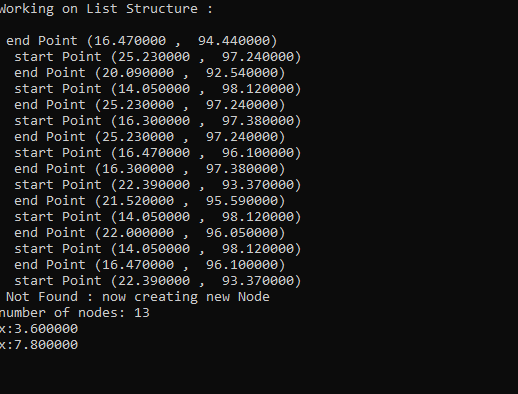 Working on List Structure :
end Point (16.470000 , 94.440000)
start Point (25.230000 , 97.240000)
end Point (20.090000 , 92.540000)
start Point (14.050000 , 98.120000)
end Point (25.230000 , 97.240000)
start Point (16.300000 , 97.380000)
end Point (25.230000 , 97.240000)
start Point (16.470000 , 96.100000)
end Point (16.300000 , 97.380000)
start Point (22.390000 , 93.370000)
end Point (21.520000 , 95.590000)
start Point (14.050000 , 98.120000)
end Point (22.000000 , 96.050000)
start Point (14.050000 , 98.120000)
end Point (16.470000 , 96.100000)
start Point (22.390000 , 93.370000)
Not Found : now creating new Node
number of nodes: 13
x:3.600000
x:7.800000